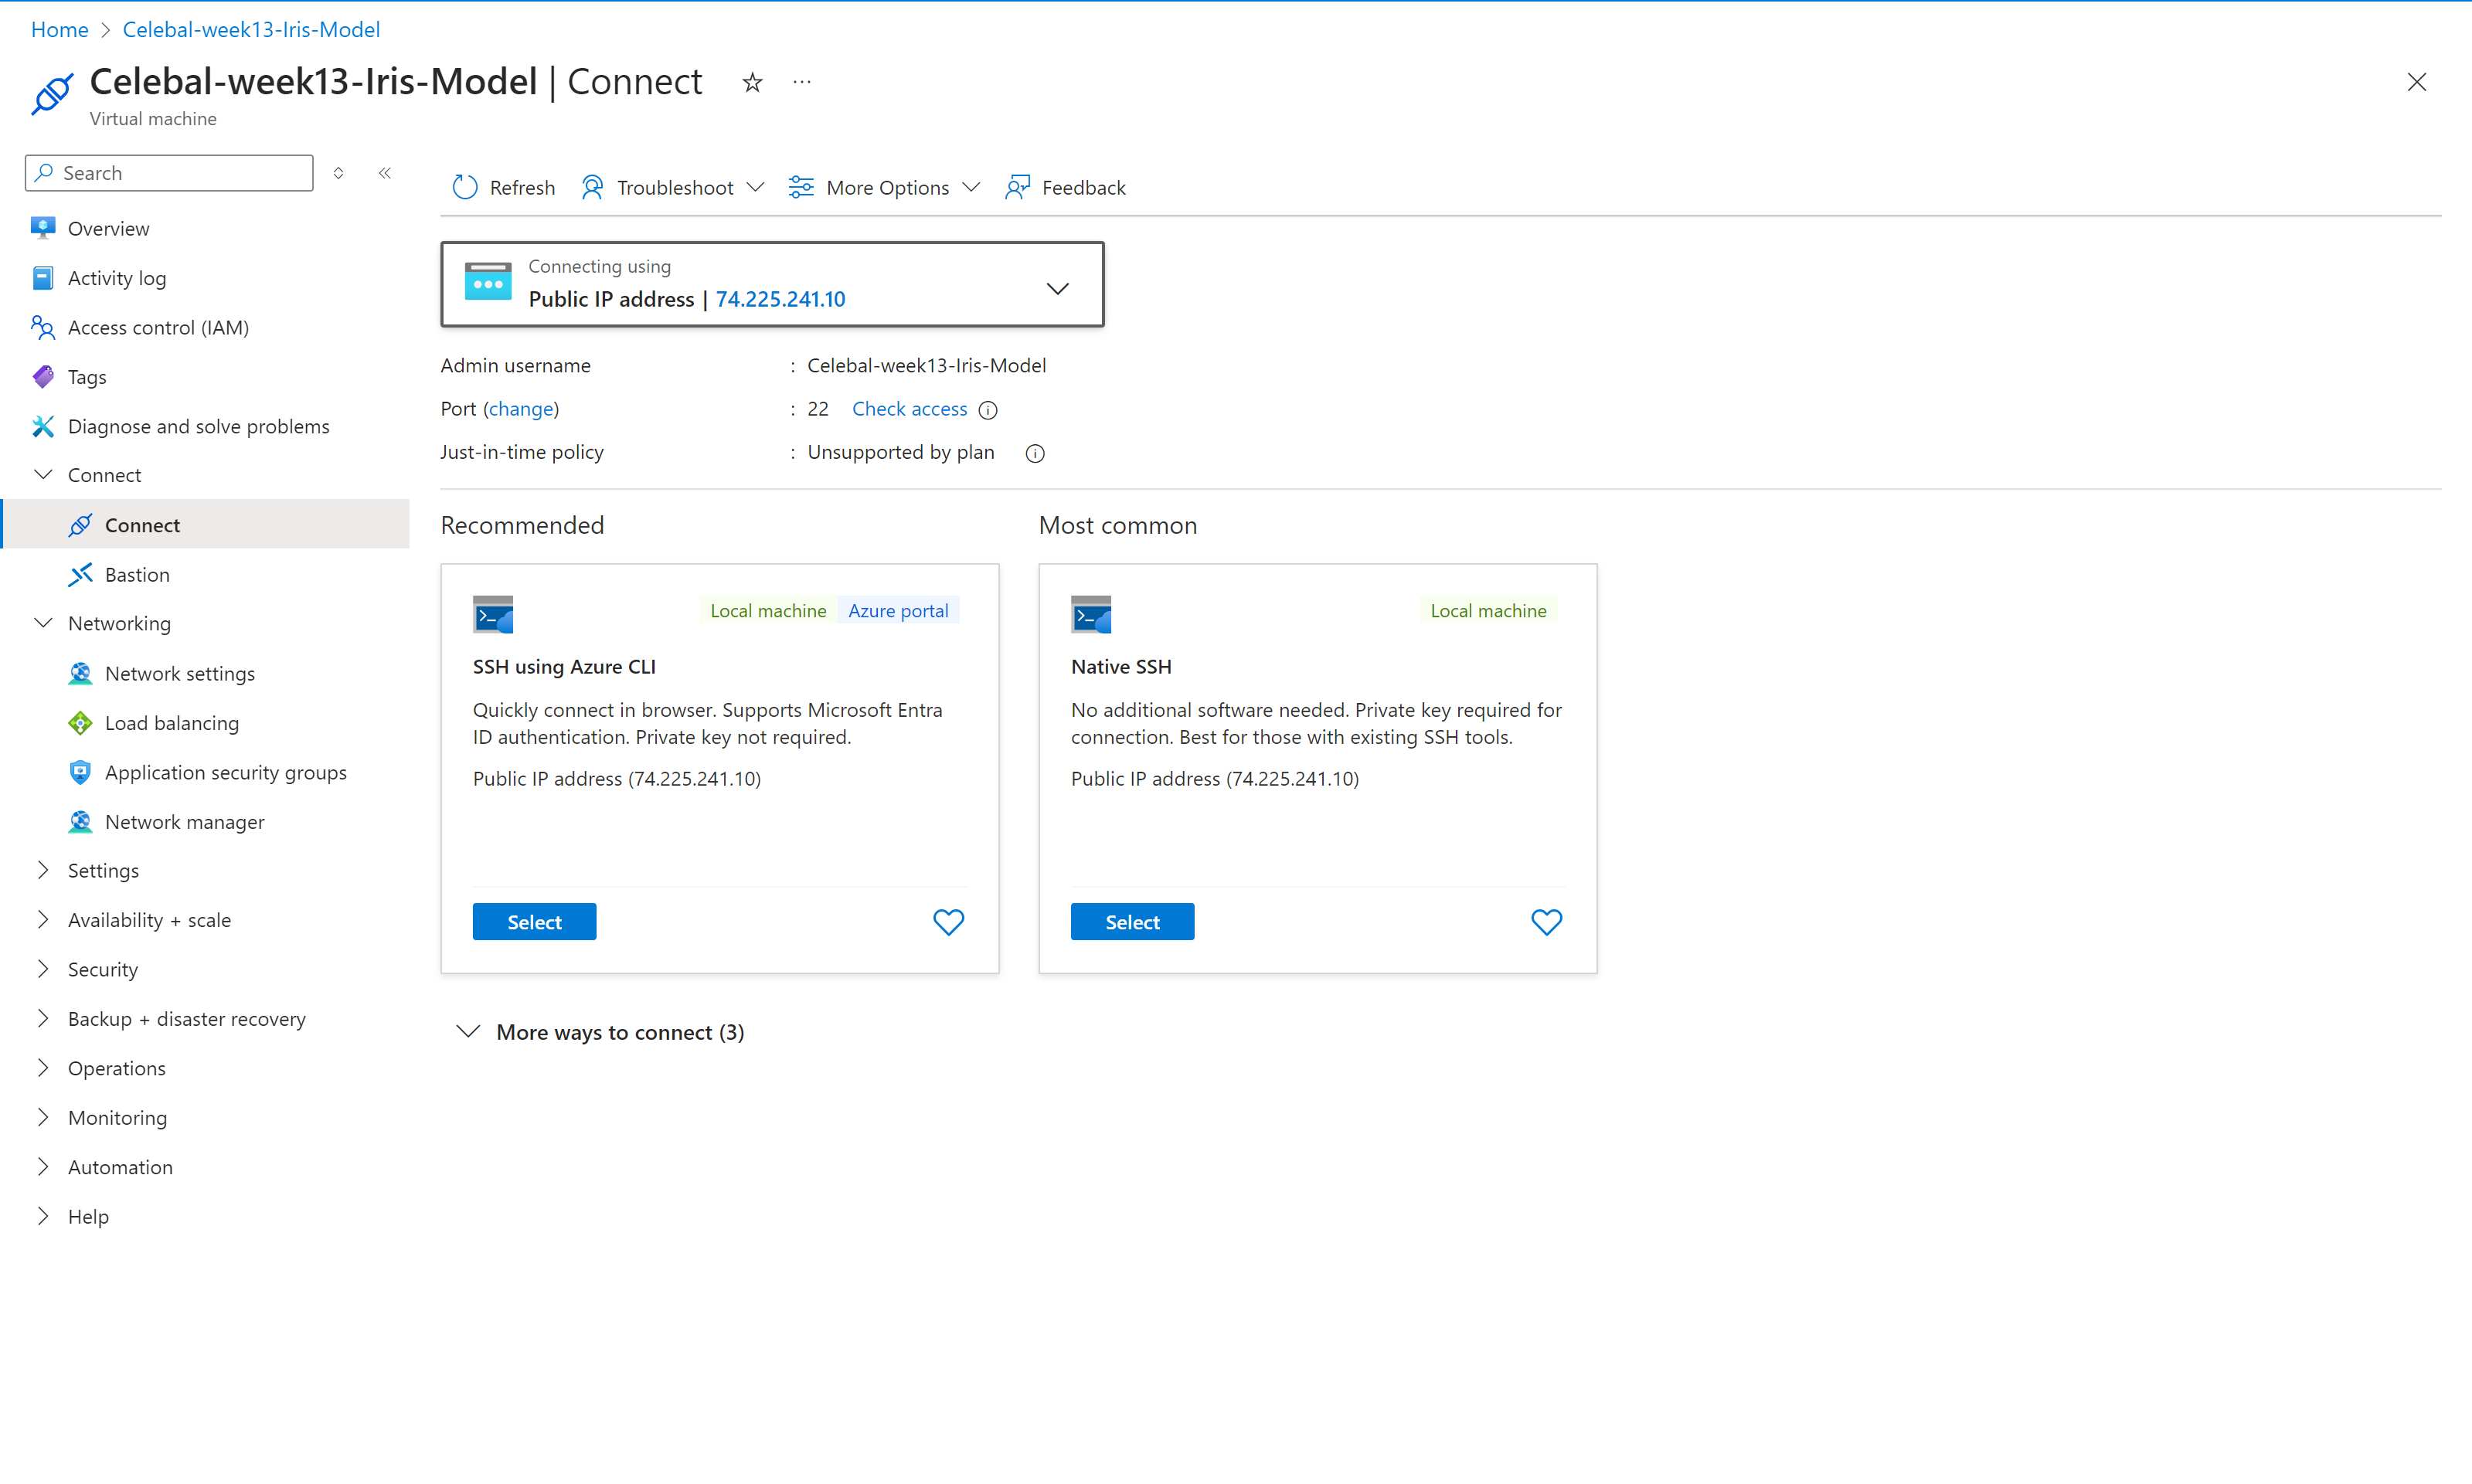 Home > Celebal-week13-Iris-Model
Celebal-week13-Iris-Model | Connect
Virtual machine
Search
Overview
Activity log
Access control (IAM)
Tags
Diagnose and solve problems
Connect
Connect
Bastion
Networking
Network settings
Load balancing
Application security groups
Network manager
Settings
Availability + scale
Security
Backup + disaster recovery
Operations
Monitoring
Automation
Help
Refresh Troubleshoot More Options Feedback
Connecting using
Public IP address | 74.225.241.10
Admin username : Celebal-week13-Iris-Model
Port (change) : 22 Check access
Just-in-time policy : Unsupported by plan
Recommended
Local machine Azure portal
SSH using Azure CLI
Quickly connect in browser. Supports Microsoft Entra
ID authentication. Private key not required.
Public IP address (74.225.241.10)
Select
Most common
Local machine
Native SSH
No additional software needed. Private key required for
connection. Best for those with existing SSH tools.
Public IP address (74.225.241.10)
Select
More ways to connect (3)